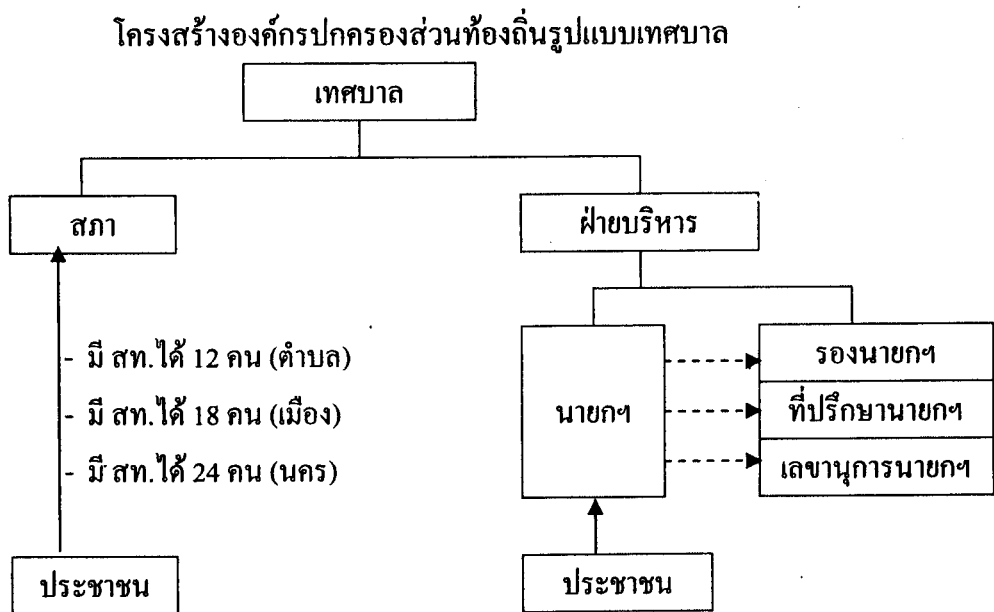 โครงสร้างองค์กรปกครองส่วนท้องถิ่นรูปแบบเทศบาล
เทศบาล
สภา
ฝ่ายบริหาร
- มี สท.ได้ 12 คน (ตำบล)
- มี สท.ได้ 18 คน (เมือง)
- มี สท.ได้ 24 คน (นคร)
นายกฯ
รองนายกฯ
ที่ปรึกษานายกฯ
เลขานุการนายกฯ
ประชาชน
ประชาชน